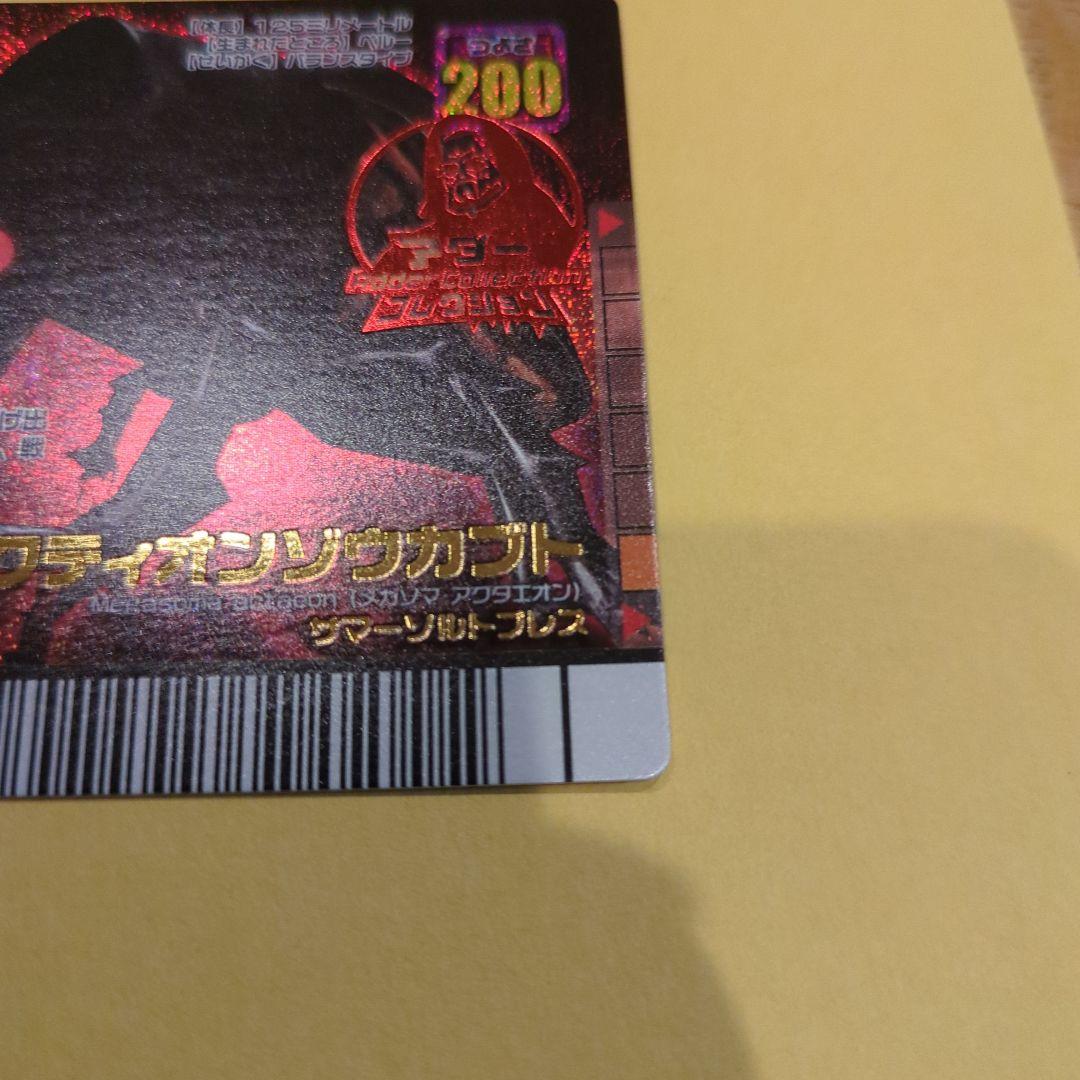 【体長】125ミリメートル
【生まれたところ】ペルー
【せいかく】バランスタイプ
つよさ
200
アダー
Adder Collection
コレクション
げ出
、戦
クティオンゾウカブト
Megasoma actaeon (メガソマ アクタエオン)
サマーソルトプレス